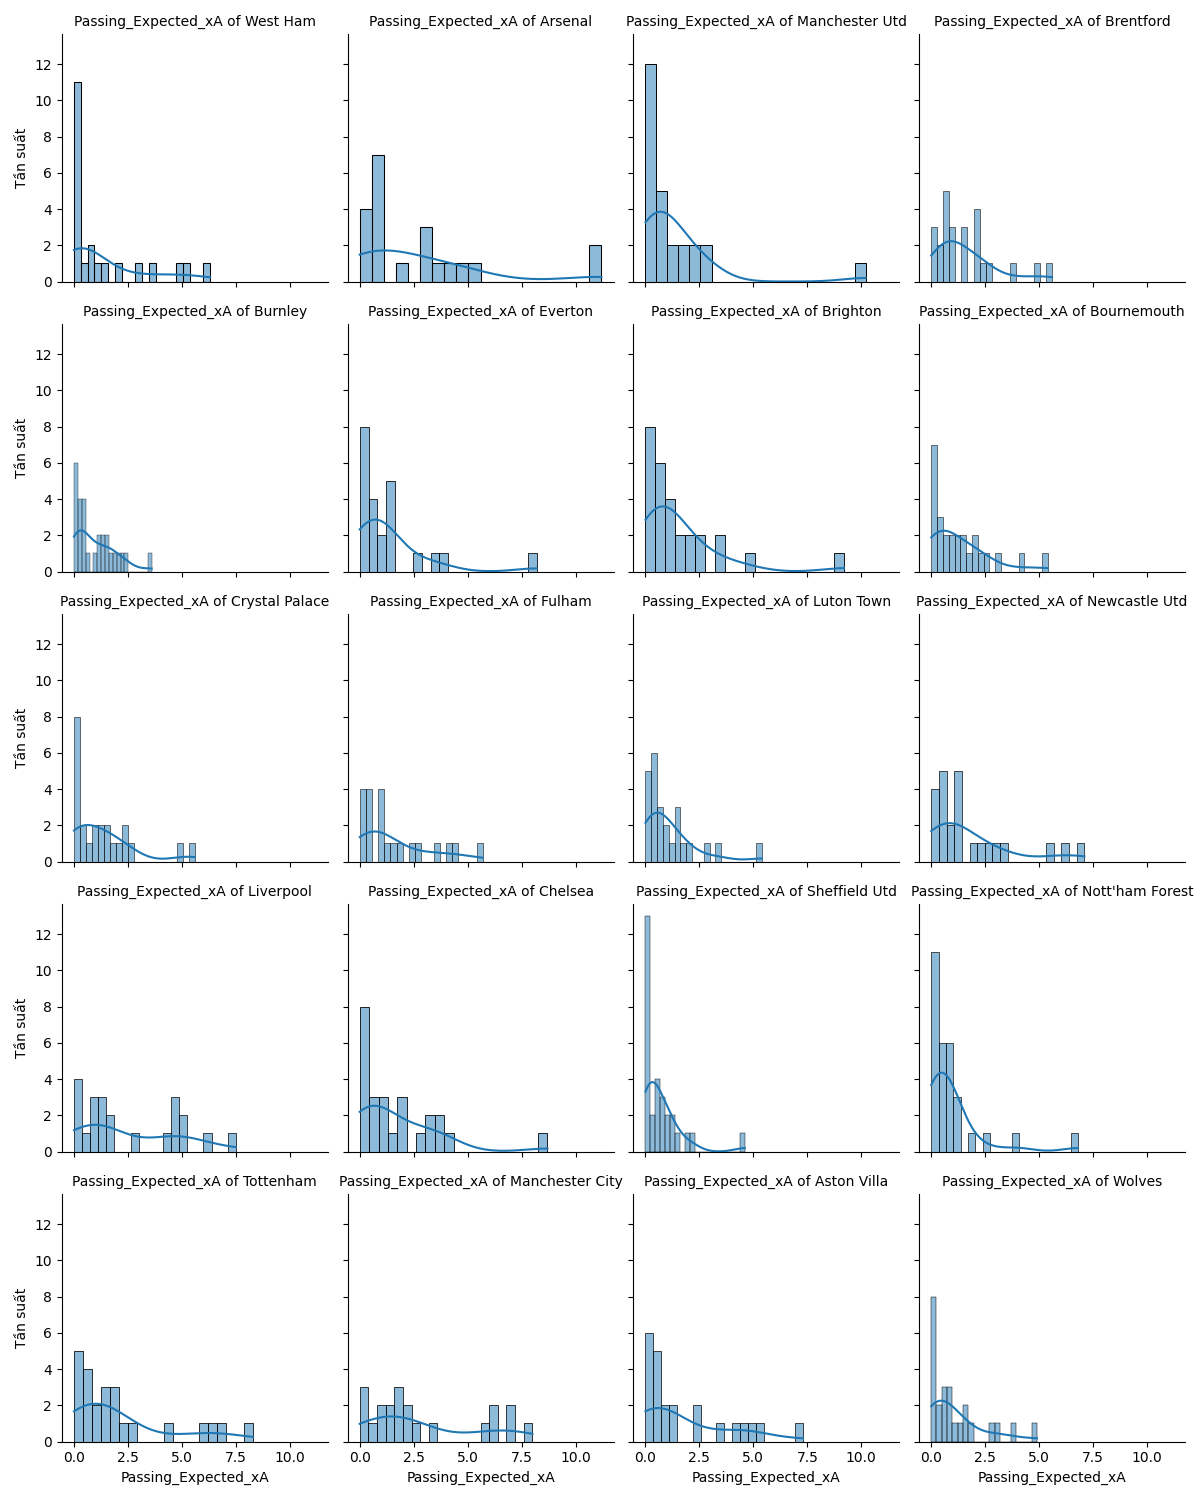 Passing_Expected_xA of West Ham
Passing_Expected_xA of Arsenal
Passing_Expected_xA of Manchester Utd
Passing_Expected_xA of Brentford
12
10
8
6
4
2
0
Tần suất
Passing_Expected_xA of Burnley
Passing_Expected_xA of Everton
Passing_Expected_xA of Brighton
Passing_Expected_xA of Bournemouth
12
10
8
6
4
2
0
Tần suất
Passing_Expected_xA of Crystal Palace
Passing_Expected_xA of Fulham
Passing_Expected_xA of Luton Town
Passing_Expected_xA of Newcastle Utd
12
10
8
6
4
2
0
Tần suất
Passing_Expected_xA of Liverpool
Passing_Expected_xA of Chelsea
Passing_Expected_xA of Sheffield Utd
Passing_Expected_xA of Nott'ham Forest
12
10
8
6
4
2
0
Tần suất
Passing_Expected_xA of Tottenham
Passing_Expected_xA of Manchester City
Passing_Expected_xA of Aston Villa
Passing_Expected_xA of Wolves
12
10
8
6
4
2
0
Tần suất
0.0 2.5 5.0 7.5 10.0
Passing_Expected_xA
0.0 2.5 5.0 7.5 10.0
Passing_Expected_xA
0.0 2.5 5.0 7.5 10.0
Passing_Expected_xA
0.0 2.5 5.0 7.5 10.0
Passing_Expected_xA